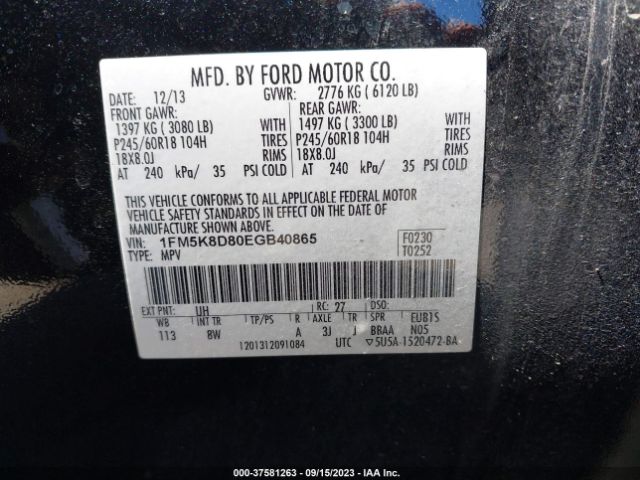 MFD. BY FORD MOTOR CO.
DATE: 12/13 GVWR: 2776 KG ( 6120 LB)
FRONT GAWR: REAR GAWR:
1397 KG ( 3080 LB) WITH 1497 KG ( 3300 LB) WITH
P245/60R18 104H TIRES P245/60R18 104H TIRES
18X8.0J RIMS 18X8.0J RIMS
AT 240 kPa/ 35 PSI COLD AT 240 kPa/ 35 PSI COLD
THIS VEHICLE CONFORMS TO ALL APPLICABLE FEDERAL MOTOR
VEHICLE SAFETY STANDARDS IN EFFECT ON THE DATE OF
MANUFACTURE SHOWN ABOVE.
VIN: 1FM5K8D80EGB40865 F0230
TYPE: MPV T0252
EXT PNT: UH RC: 27 DSO:
WB INT TR TP/PS R AXLE TR SPR EUB1S
113 8W A 3J J BBAA N05
1201312091084 UTC ▽5U5A-1520472-BA
000-37581263 - 09/15/2023 - IAA Inc.